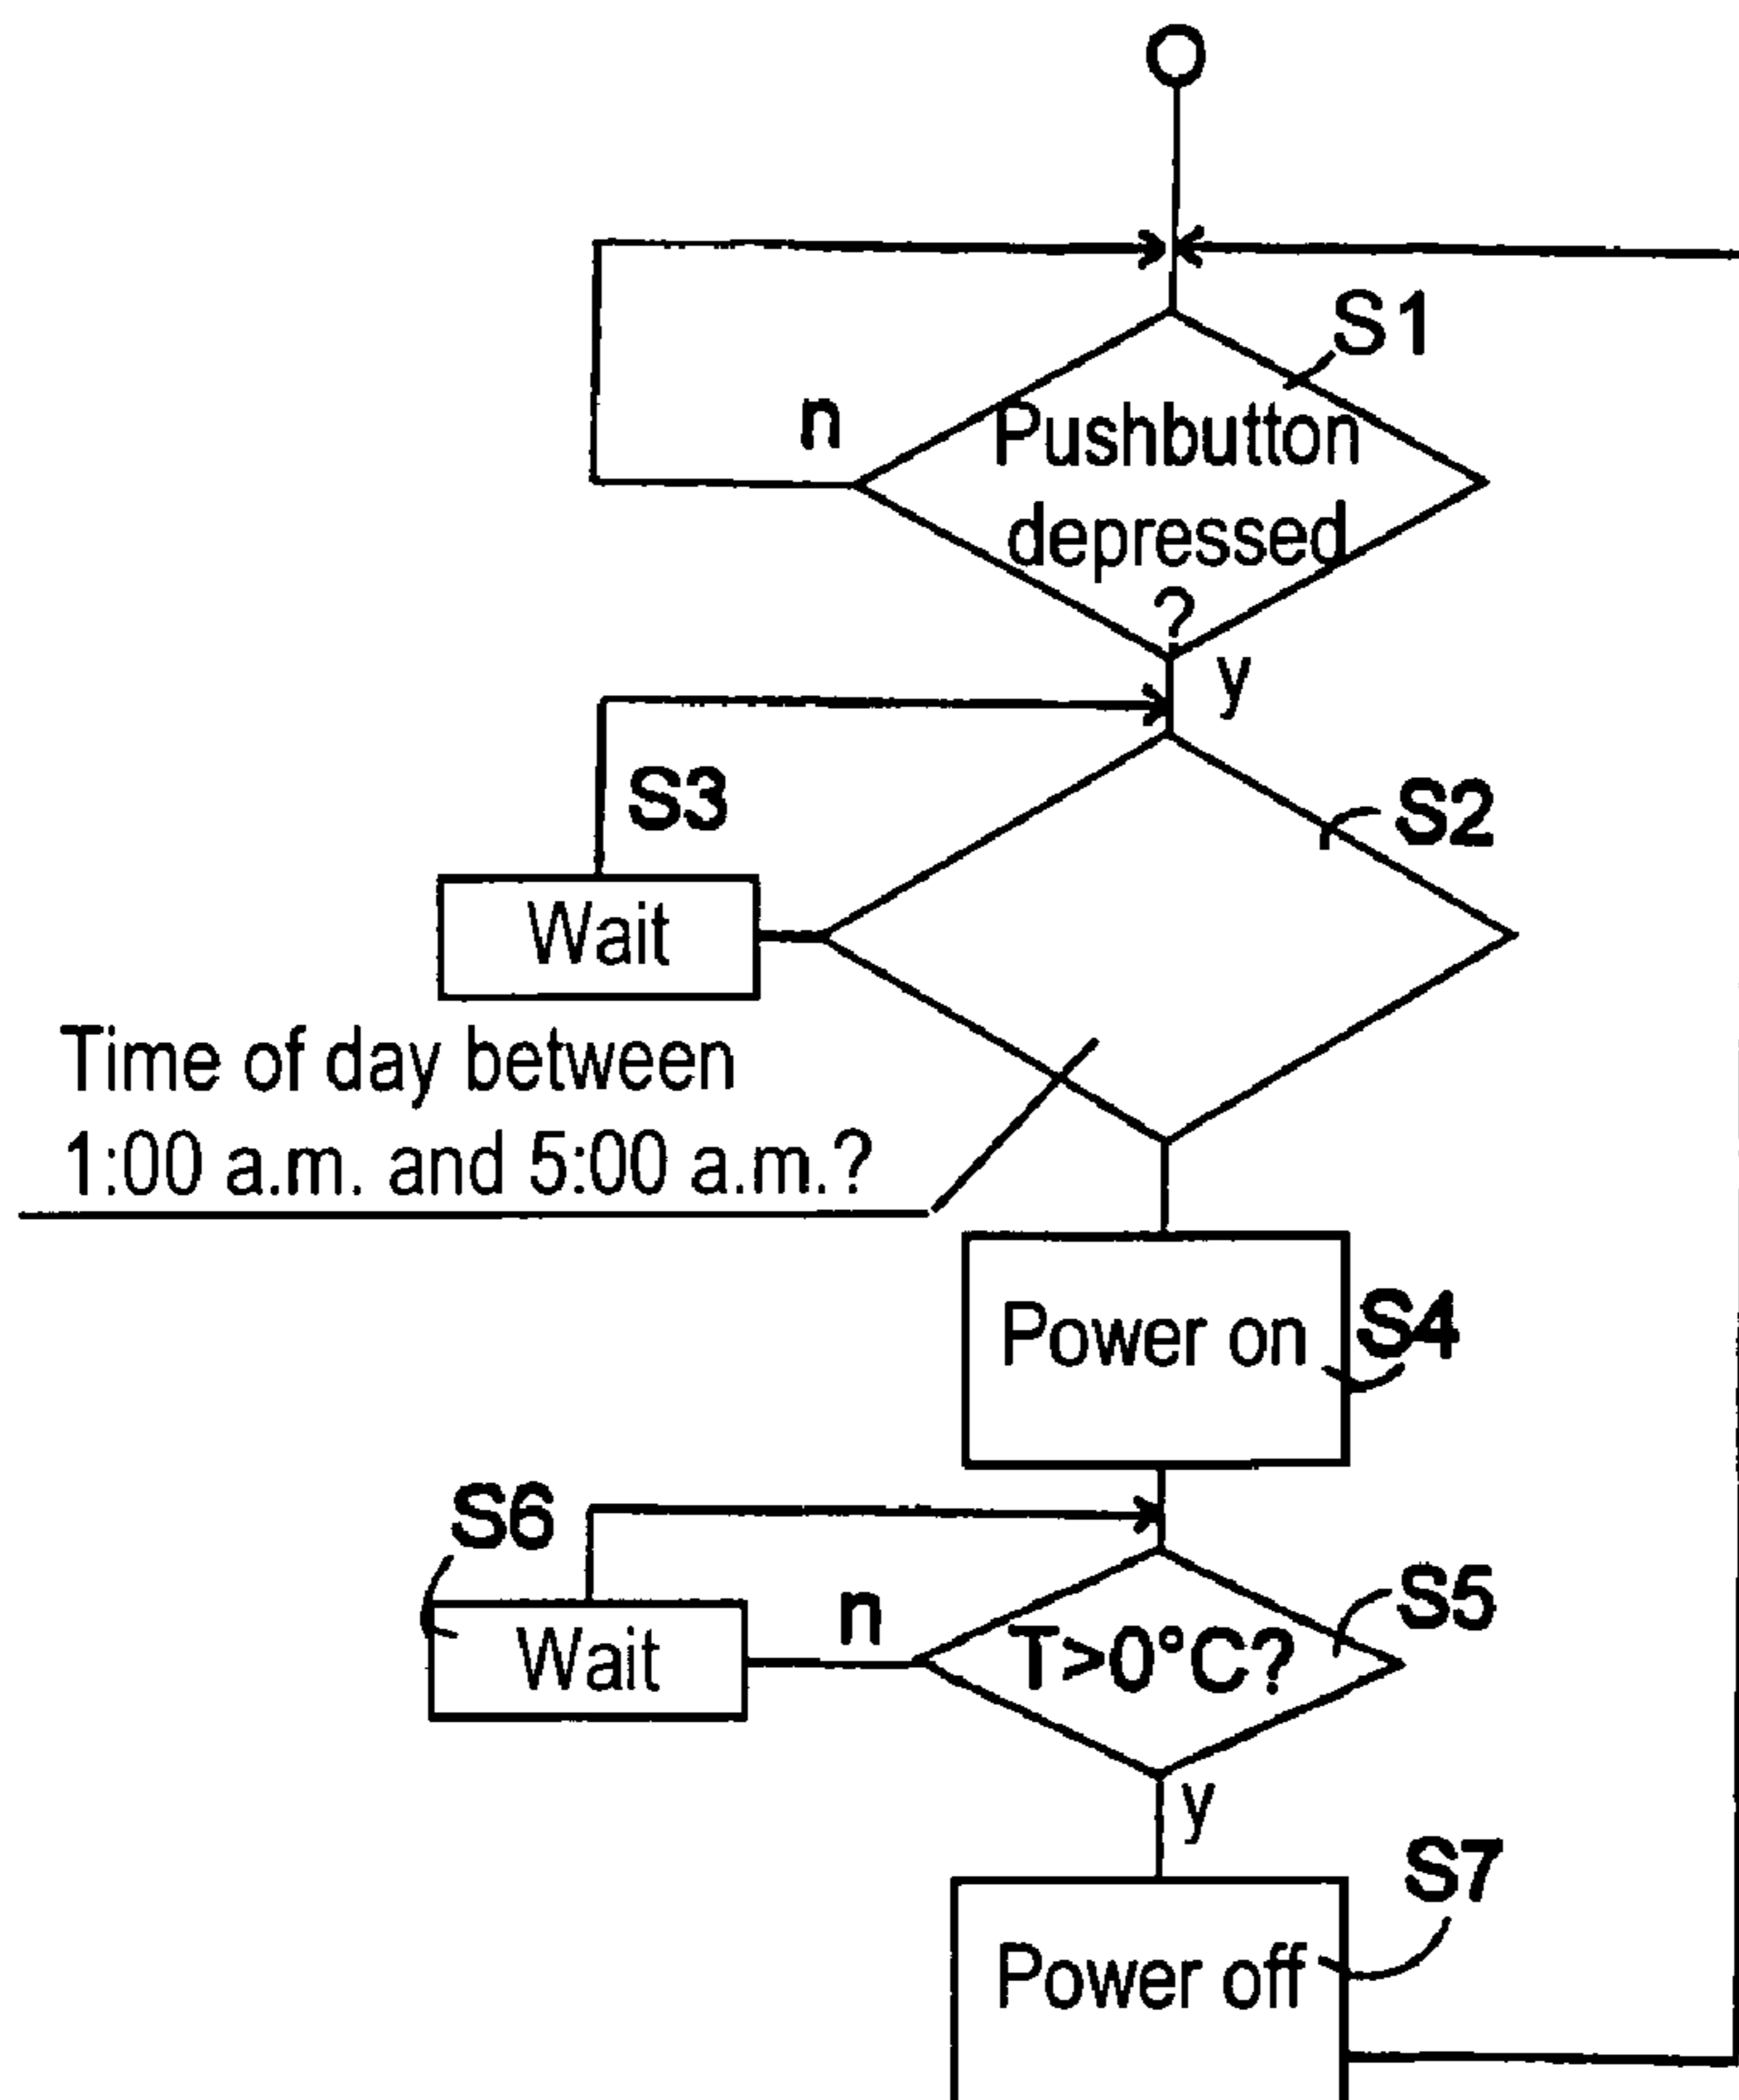 S1
n
Pushbutton
depressed
?
y
S3
S2
Wait
Time of day between
1:00 a.m. and 5:00 a.m.?
Power on
S4
S6
n
S5
Wait
T>0°C?
y
S7
Power off